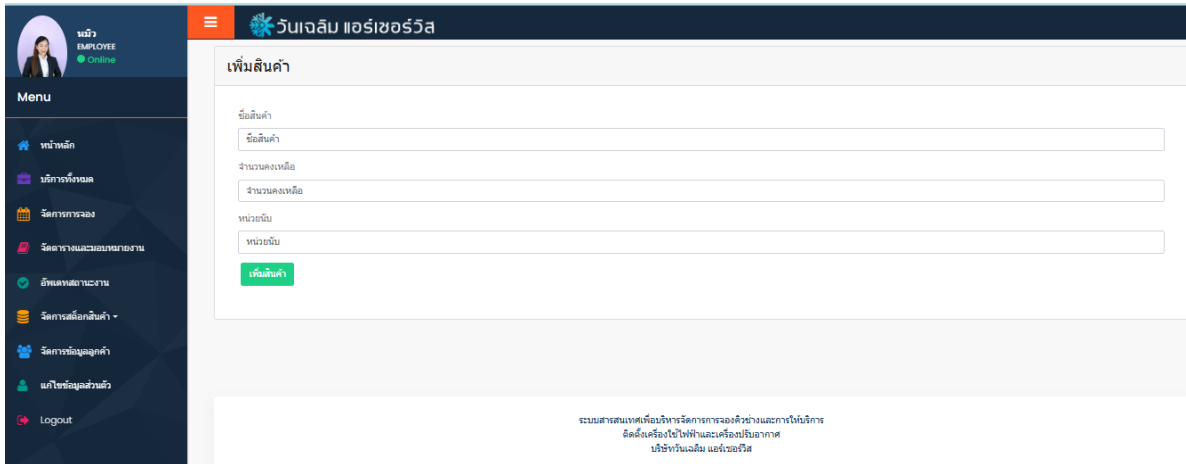 หมิว
EMPLOYEE
Online
Menu
หน้าหลัก
บริการทั้งหมด
จัดการการจอง
จัดตารางและมอบหมายงาน
อัพเดทสถานะงาน
จัดการสต็อกสินค้า
จัดการข้อมูลลูกค้า
แก้ไขข้อมูลส่วนตัว
Logout
วันเฉลิม แอร์เซอร์วิส
เพิ่มสินค้า
ชื่อสินค้า
ชื่อสินค้า
จำนวนคงเหลือ
จำนวนคงเหลือ
หน่วยนับ
หน่วยนับ
เพิ่มสินค้า
ระบบสารสนเทศเพื่อบริหารจัดการการจองคิวช่างและการให้บริการ
ติดตั้งเครื่องใช้ไฟฟ้าและเครื่องปรับอากาศ
บริษัทวันเฉลิม แอร์เซอร์วิส